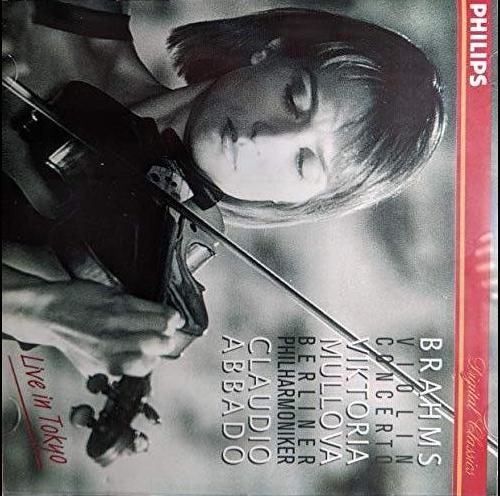 PHILIPS
Digital Classics
BRAHMS
VIOLIN
CONCERTO
VIKTORIA
MULLOVA
BERLINER
PHILHARMONIKER
CLAUDIO
ABBADO
Live in Tokyo